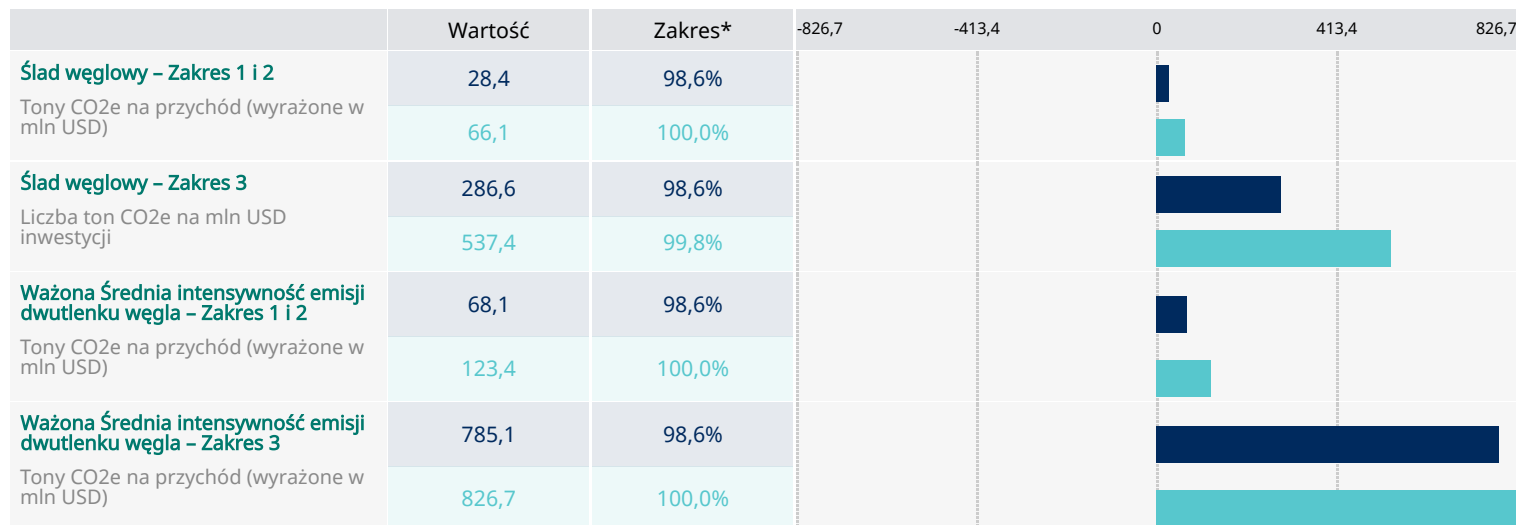 Wartość Zakres* -826,7 -413,4 0 413,4 826,7
Ślad węglowy – Zakres 1 i 2
Tony CO2e na przychód (wyrażone w
mln USD)
28,4 98,6%
66,1 100,0%
Ślad węglowy – Zakres 3
Liczba ton CO2e na mln USD
inwestycji
286,6 98,6%
537,4 99,8%
Ważona Średnia intensywność emisji
dwutlenku węgla – Zakres 1 i 2
Tony CO2e na przychód (wyrażone w
mln USD)
68,1 98,6%
123,4 100,0%
Ważona Średnia intensywność emisji
dwutlenku węgla – Zakres 3
Tony CO2e na przychód (wyrażone w
mln USD)
785,1 98,6%
826,7 100,0%